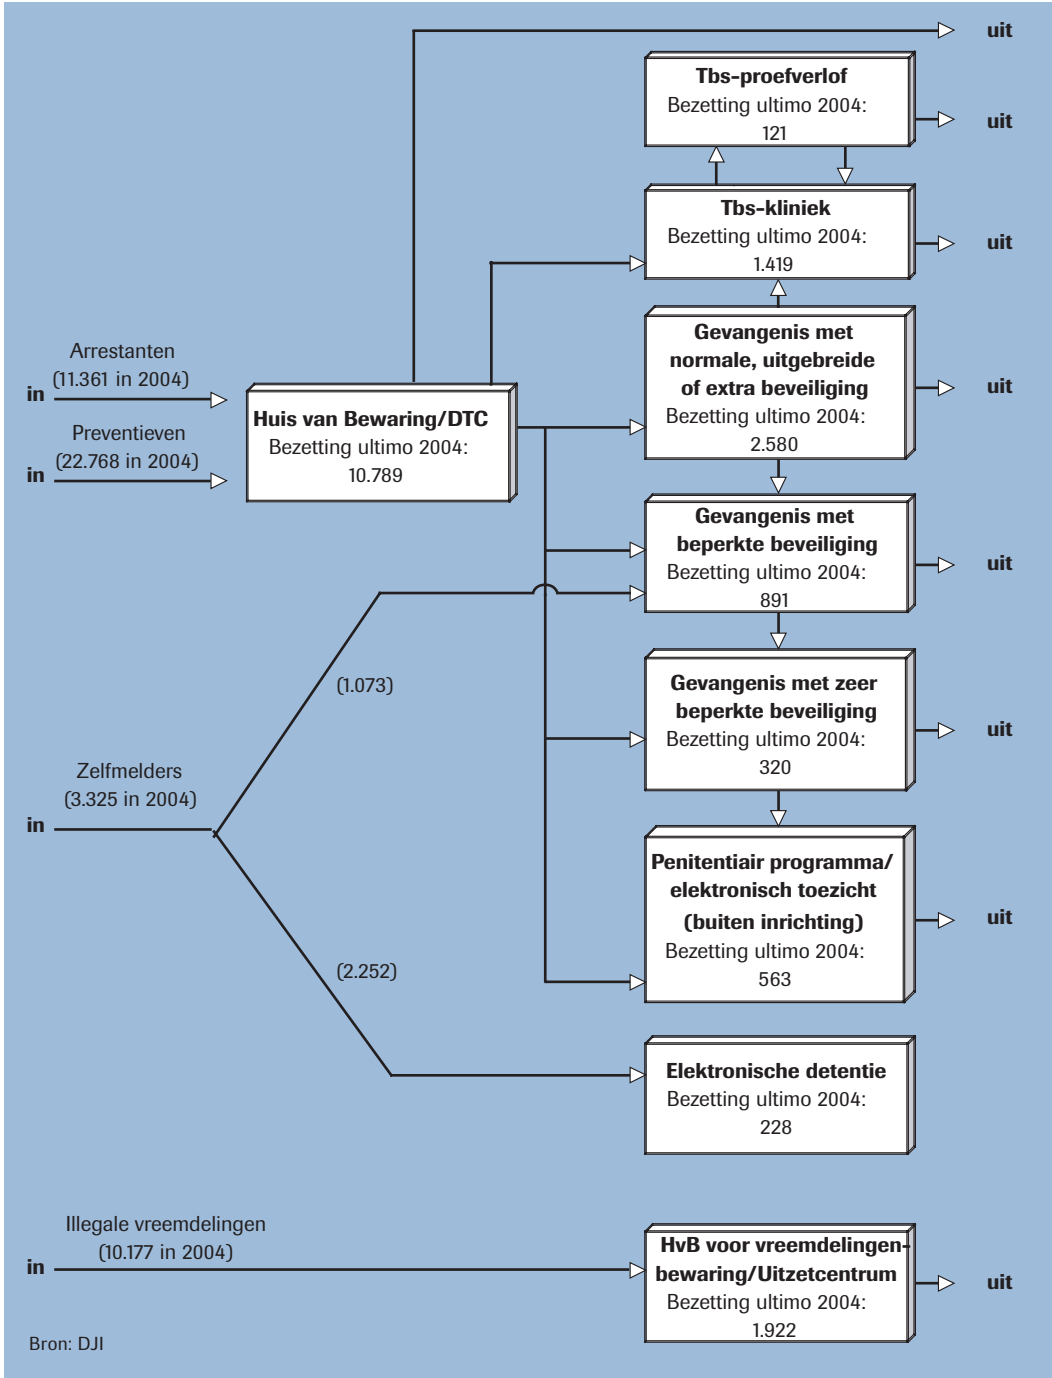 uit
Tbs-proefverlof
Bezetting ultimo 2004:
121
uit
Tbs-kliniek
Bezetting ultimo 2004:
1.419
uit
Gevangenis met
normale, uitgebreide
of extra beveiliging
Bezetting ultimo 2004:
2.580
uit
Arrestanten
(11.361 in 2004)
in
Preventieven
(22.768 in 2004)
in
Huis van Bewaring/DTC
Bezetting ultimo 2004:
10.789
Gevangenis met
beperkte beveiliging
Bezetting ultimo 2004:
891
uit
(1.073)
Gevangenis met zeer
beperkte beveiliging
Bezetting ultimo 2004:
320
uit
Zelfmelders
(3.325 in 2004)
in
Penitentiair programma/
elektronisch toezicht
(buiten inrichting)
Bezetting ultimo 2004:
563
uit
(2.252)
Elektronische detentie
Bezetting ultimo 2004:
228
Illegale vreemdelingen
(10.177 in 2004)
in
HvB voor vreemdelingen-
bewaring/Uitzetcentrum
Bezetting ultimo 2004:
1.922
uit
Bron: DJI